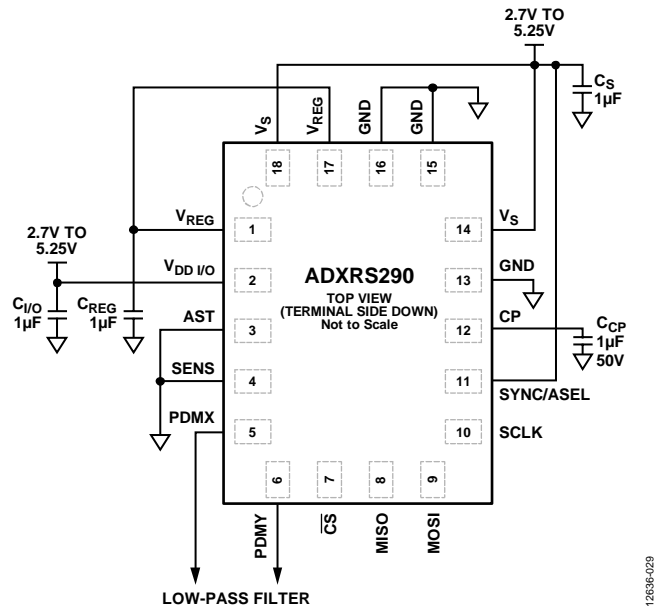 2.7V TO
5.25V
CS
1µF
VS
VREG
GND
GND
18
17
16
15
VREG
1
14
VS
2.7V TO
5.25V
VDD I/O
2
ADXRS290
TOP VIEW
(TERMINAL SIDE DOWN)
Not to Scale
13
GND
CI/O
1µF
CREG
1µF
AST
3
12
CP
CCP
1µF
50V
SENS
4
11
SYNC/ASEL
PDMX
5
10
SCLK
6
7
8
9
PDMY
CS
MISO
MOSI
LOW-PASS FILTER
12636-029